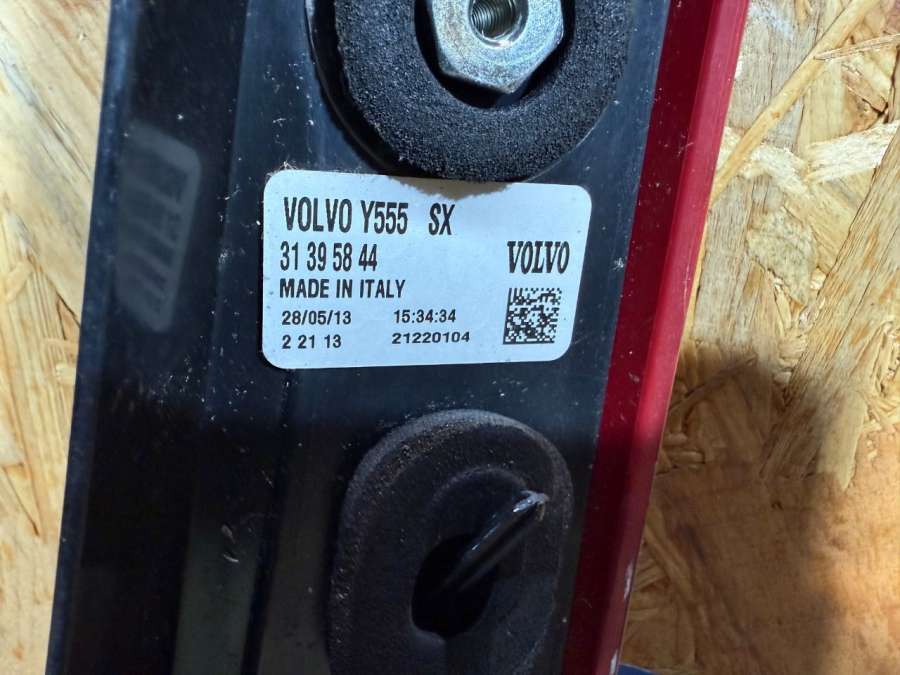 VOLVO Y555 SX
31 39 58 44
VOLVO
MADE IN ITALY
28/05/13 15:34:34
2 21 13 21220104